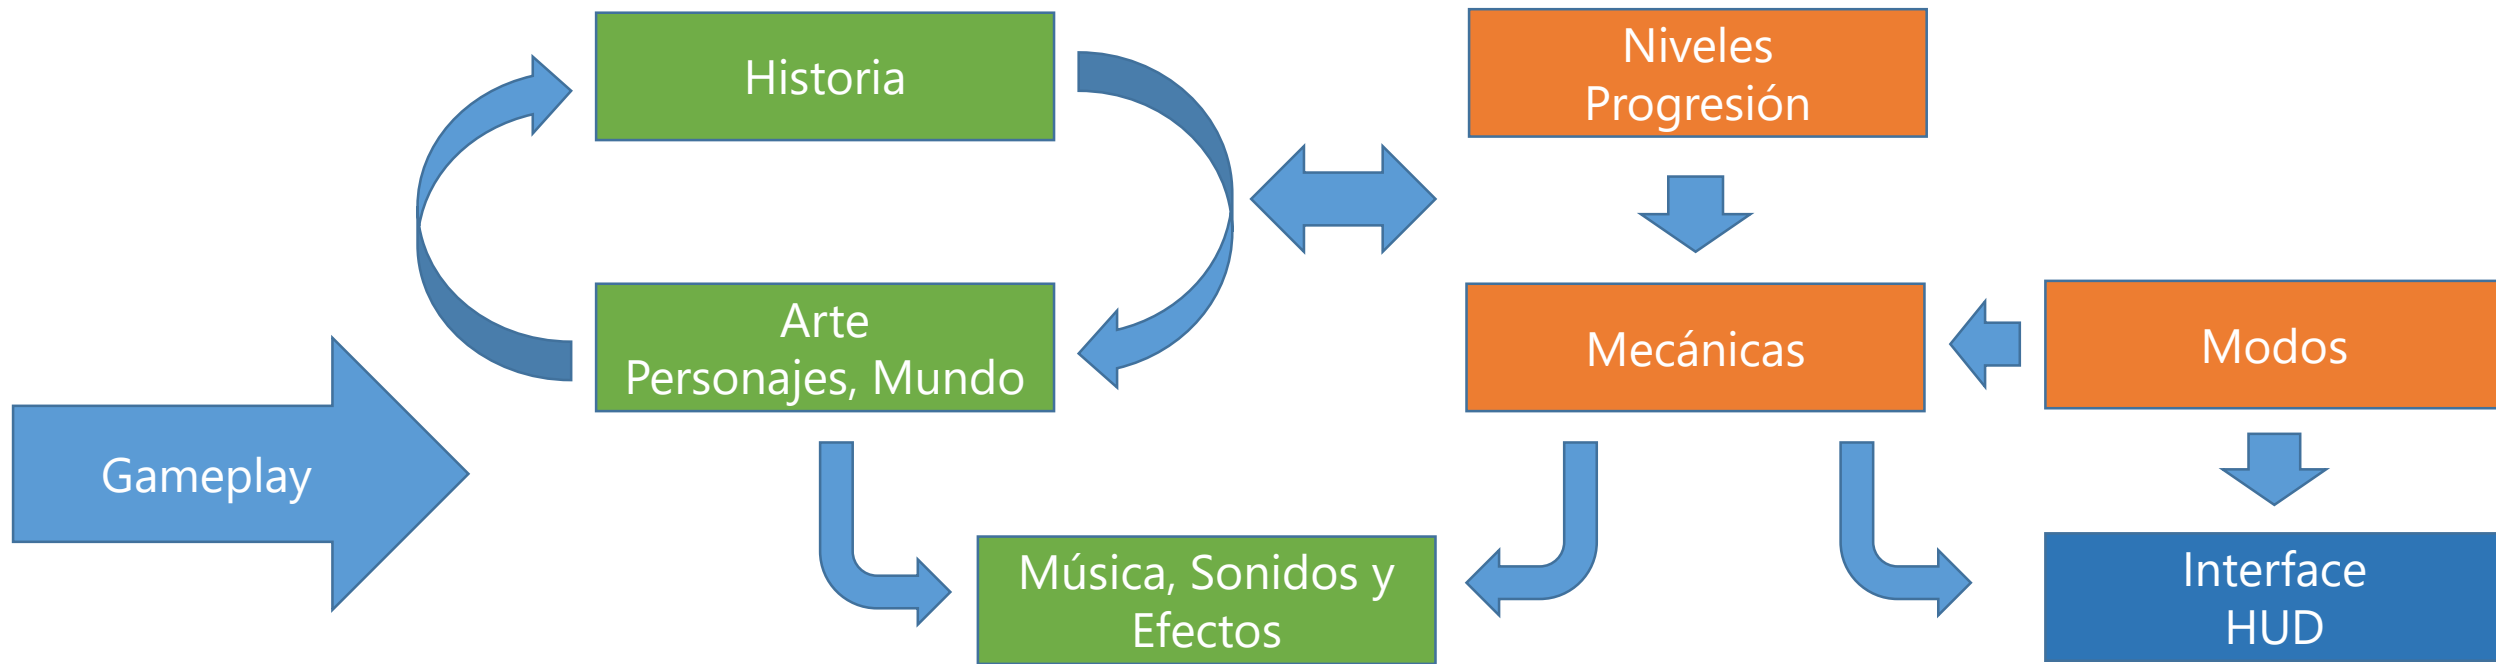 Historia
Niveles
Progresión
Arte
Personajes, Mundo
Mecánicas
Modos
Gameplay
Música, Sonidos y
Efectos
Interface
HUD